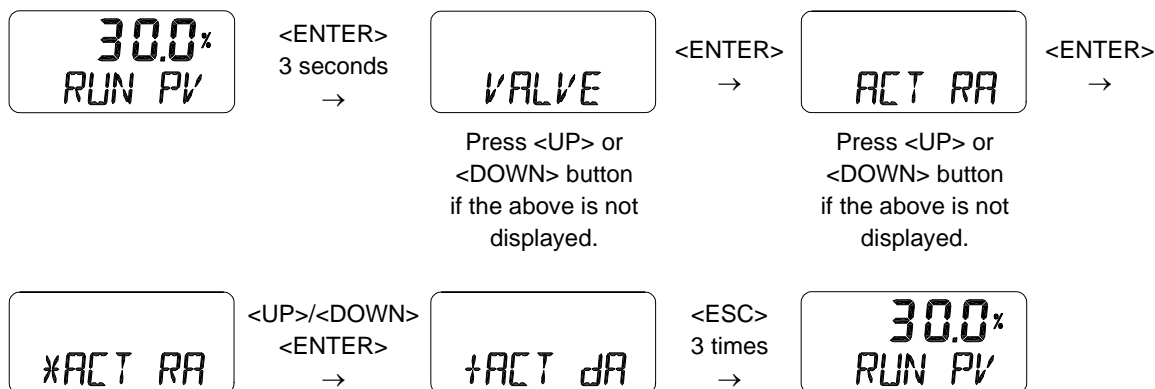 30.0%
RUN PV
<ENTER>
3 seconds
→
VALVE
Press <UP> or
<DOWN> button
if the above is not
displayed.
<ENTER>
→
ACT RA
Press <UP> or
<DOWN> button
if the above is not
displayed.
<ENTER>
→
*ACT RA
<UP>/<DOWN>
<ENTER>
→
+ACT dA
<ESC>
3 times
→
30.0%
RUN PV